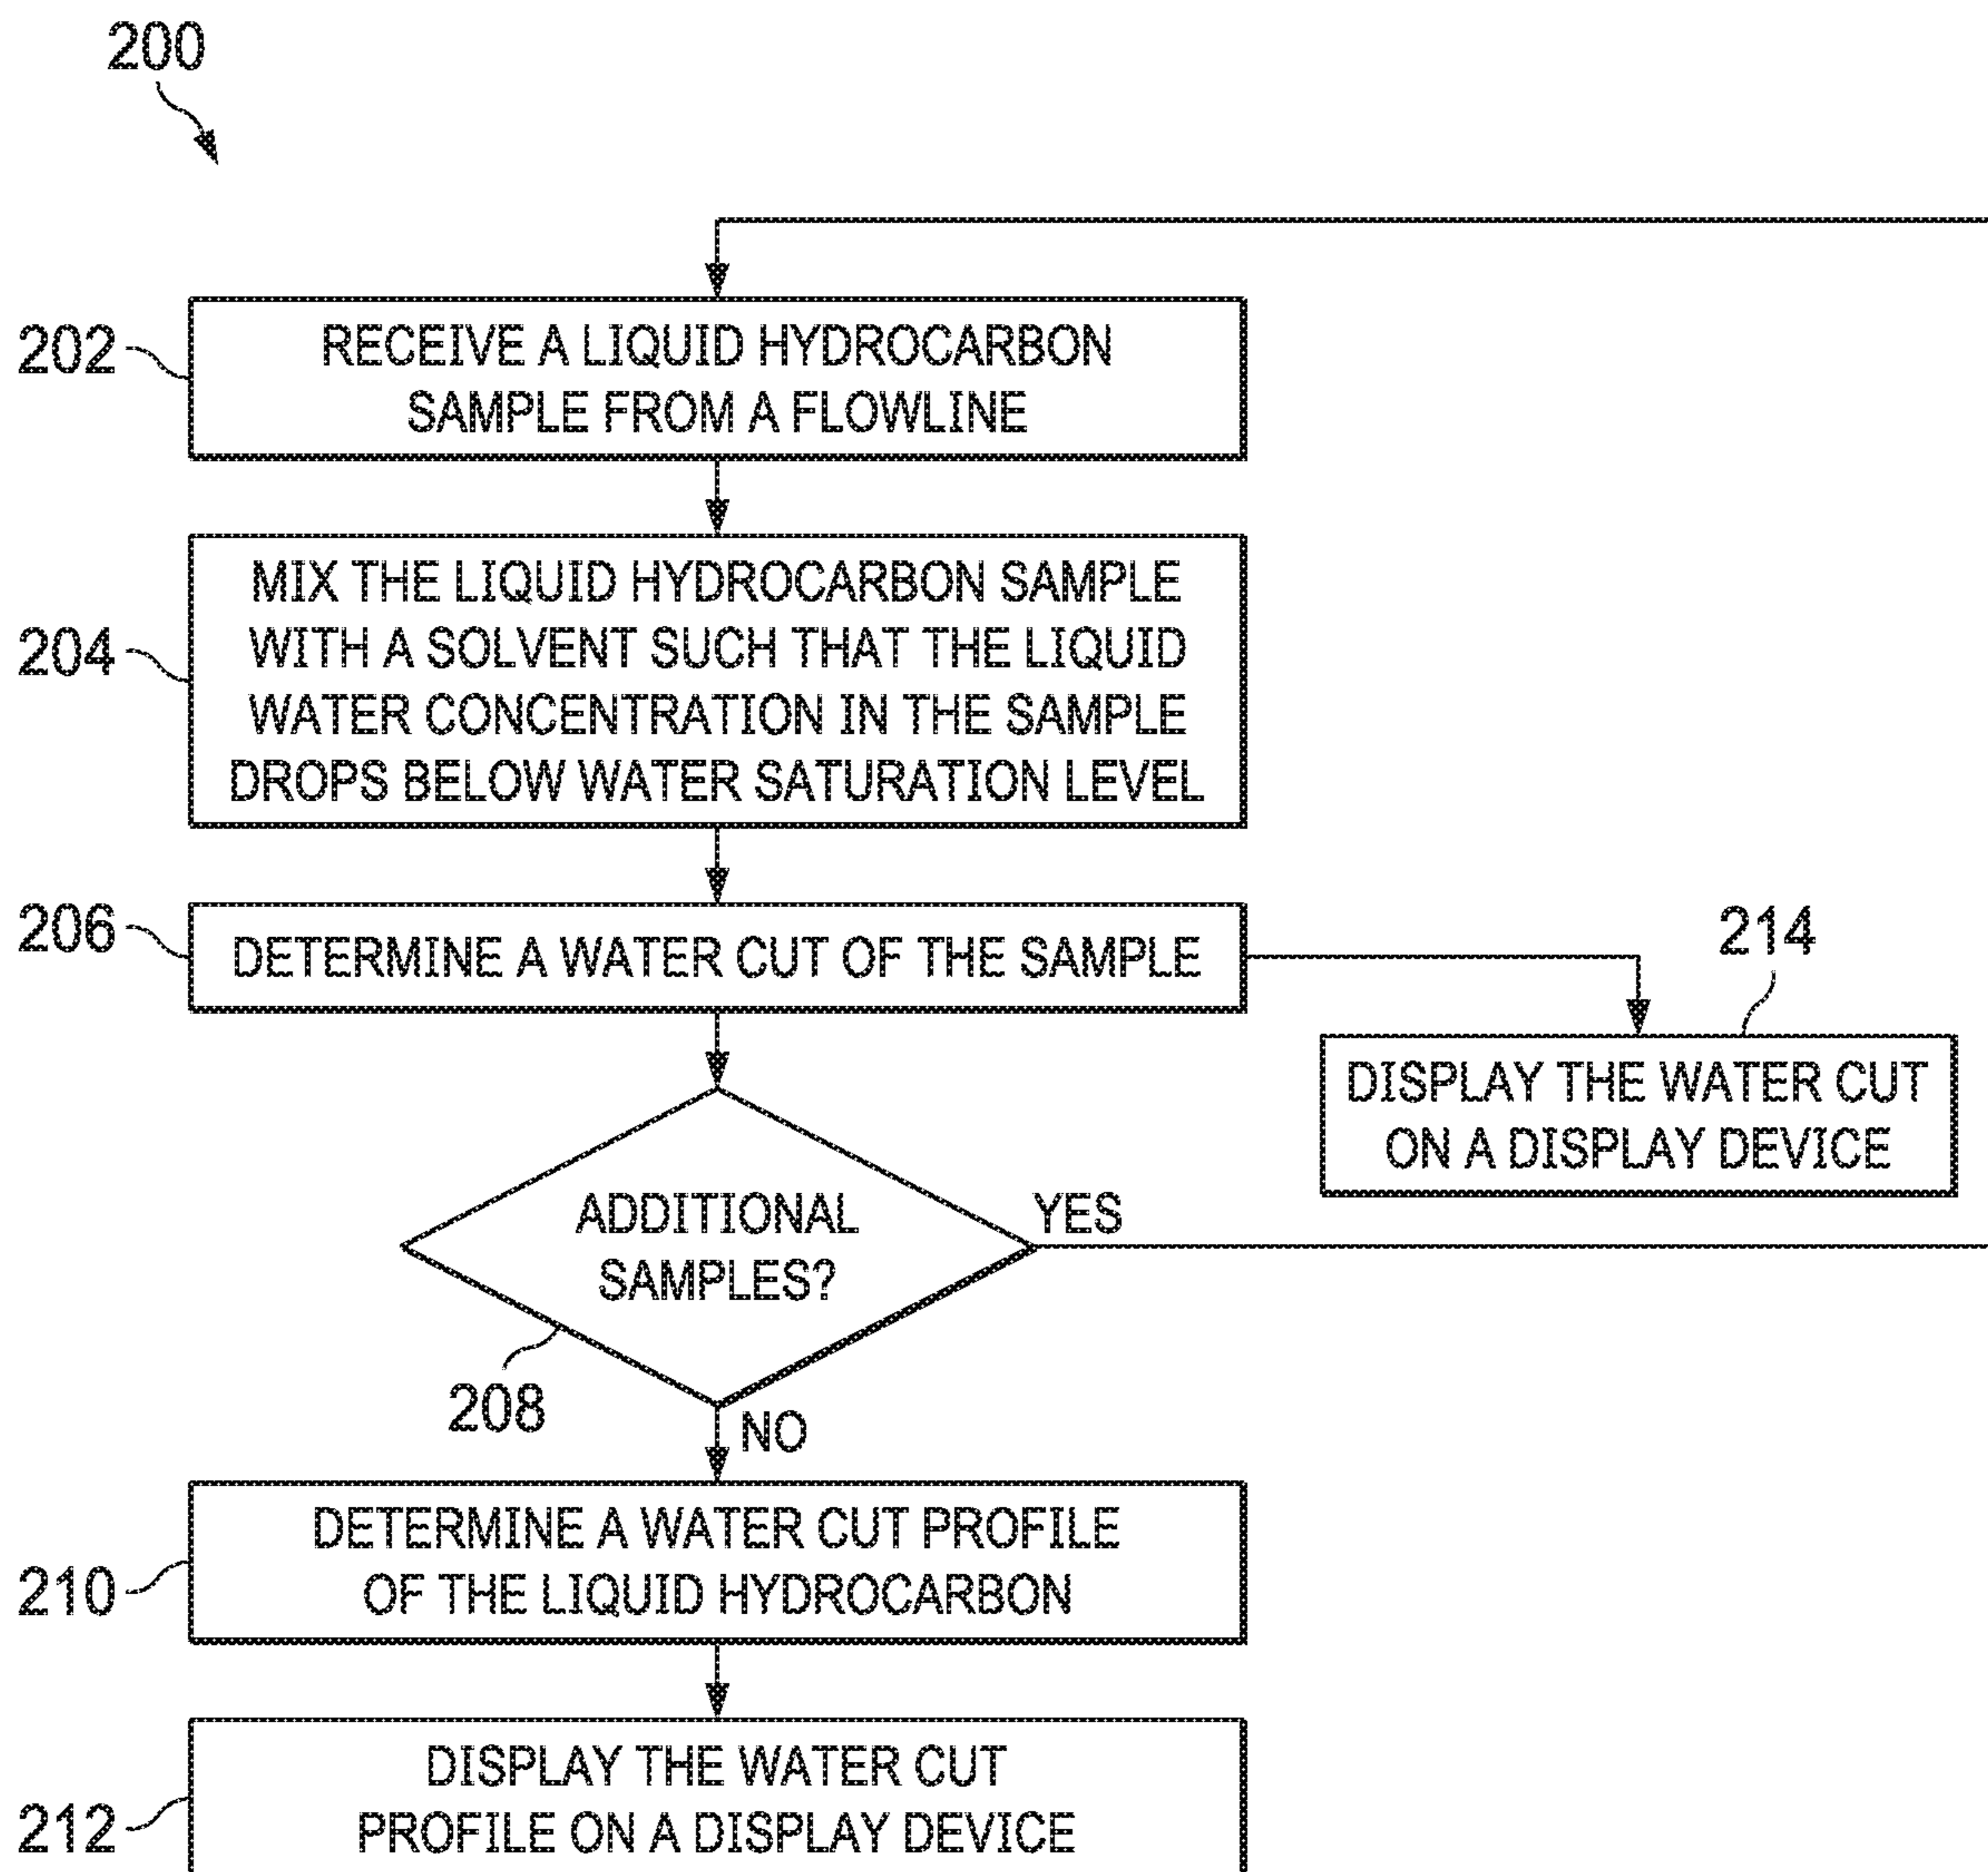 200
202
RECEIVE A LIQUID HYDROCARBON
SAMPLE FROM A FLOWLINE
204
MIX THE LIQUID HYDROCARBON SAMPLE
WITH A SOLVENT SUCH THAT THE LIQUID
WATER CONCENTRATION IN THE SAMPLE
DROPS BELOW WATER SATURATION LEVEL
206
DETERMINE A WATER CUT OF THE SAMPLE
214
DISPLAY THE WATER CUT
ON A DISPLAY DEVICE
ADDITIONAL
SAMPLES?
YES
208
NO
210
DETERMINE A WATER CUT PROFILE
OF THE LIQUID HYDROCARBON
212
DISPLAY THE WATER CUT
PROFILE ON A DISPLAY DEVICE